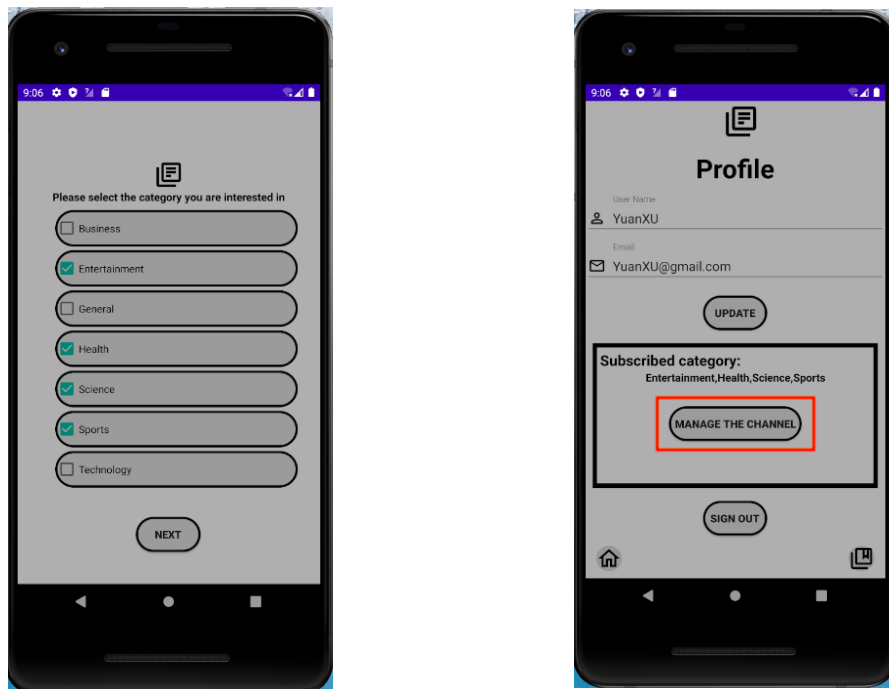 9:06
Please select the category you are interested in
Business
Entertainment
General
Health
Science
Sports
Technology
NEXT
9:06
Profile
User Name
YuanXU
Email
YuanXU@gmail.com
UPDATE
Subscribed category:
Entertainment,Health,Science,Sports
MANAGE THE CHANNEL
SIGN OUT